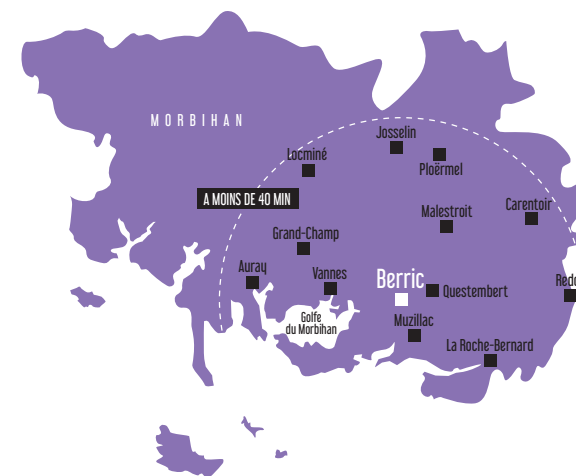 MORBIHAN
Josselin
Locminé
Ploërmel
A MOINS DE 40 MIN
Carentoir
Malestroit
Grand-Champ
Auray
Vannes
Berric
Questembert
Golfe
du Morbihan
Muzillac
La Roche-Bernard